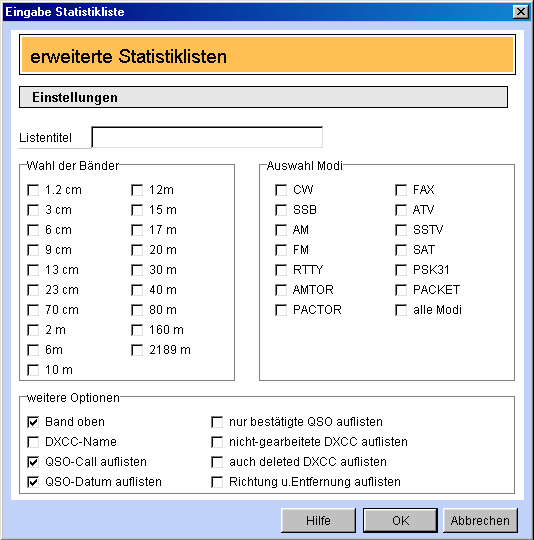 Eingabe Statistikliste
erweiterte Statistiklisten
Einstellungen
Listentitel
Wahl der Bänder
1.2 cm
3 cm
6 cm
9 cm
13 cm
23 cm
70 cm
2 m
6m
10 m
12m
15 m
17 m
20 m
30 m
40 m
80 m
160 m
2189 m
Auswahl Modi
CW
SSB
AM
FM
RTTY
AMTOR
PACTOR
FAX
ATV
SSTV
SAT
PSK31
PACKET
alle Modi
weitere Optionen
Band oben
DXCC-Name
QSO-Call auflisten
QSO-Datum auflisten
nur bestätigte QSO auflisten
nicht-gearbeitete DXCC auflisten
auch deleted DXCC auflisten
Richtung u.Entfernung auflisten
Hilfe
OK
Abbrechen